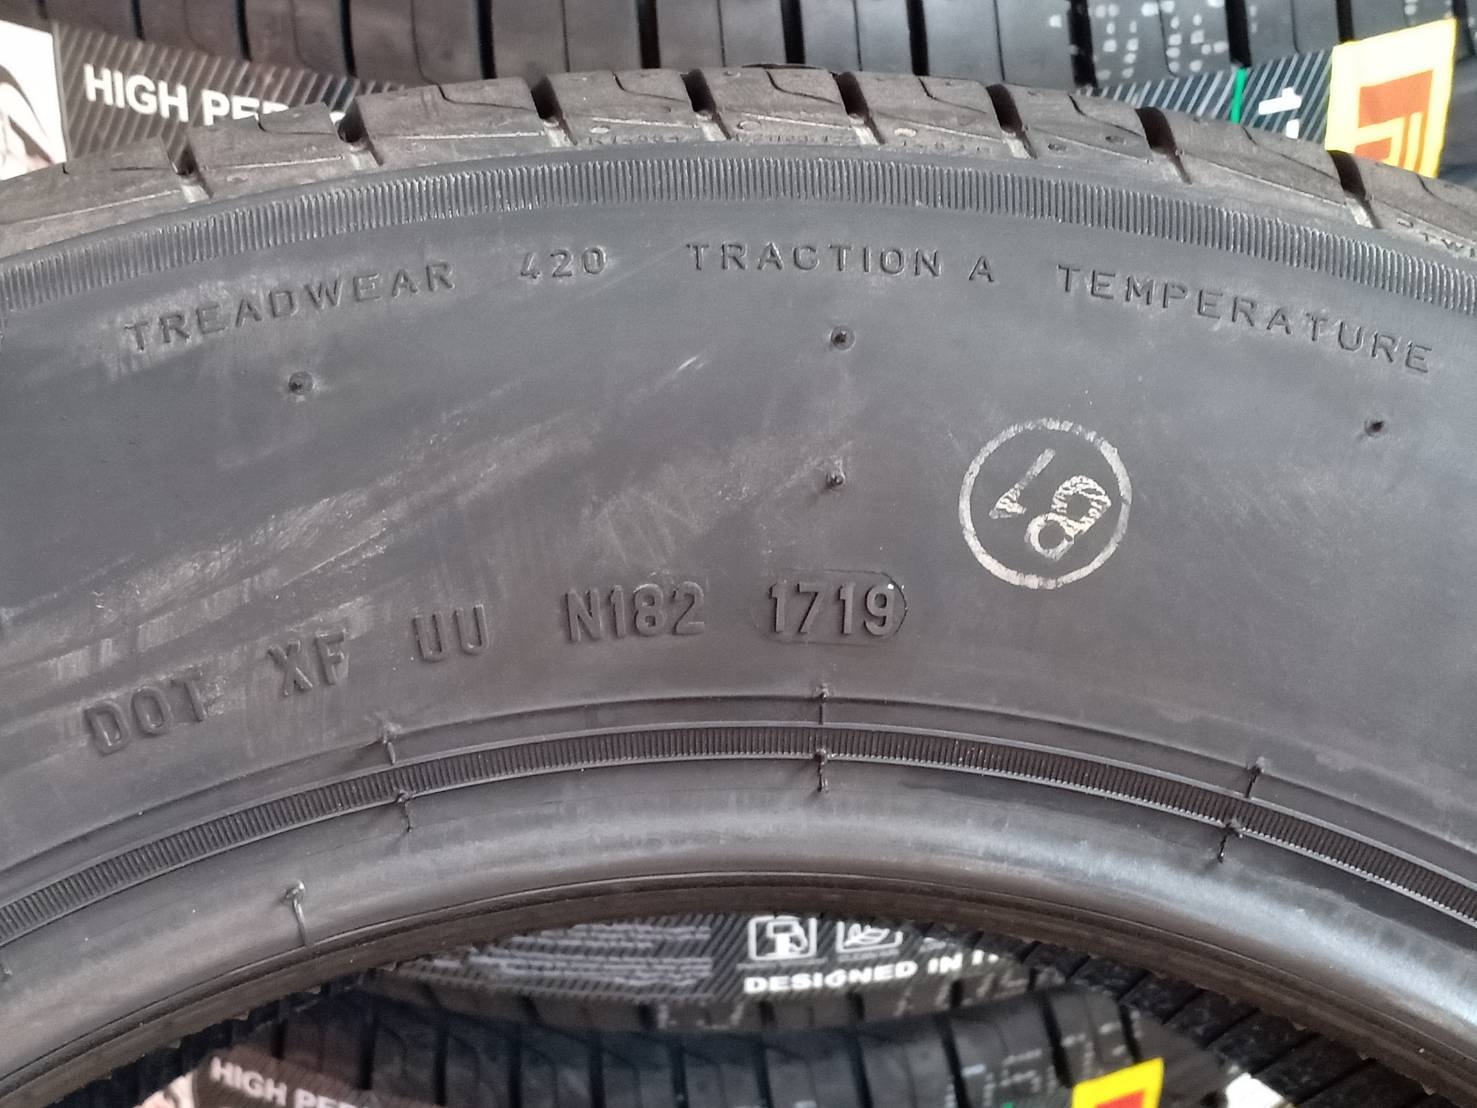 HIGH PER
TREADWEAR 420 TRACTION A TEMPERATURE
DOT XF UU N182 1719
DESIGNED IN
HIGH PER